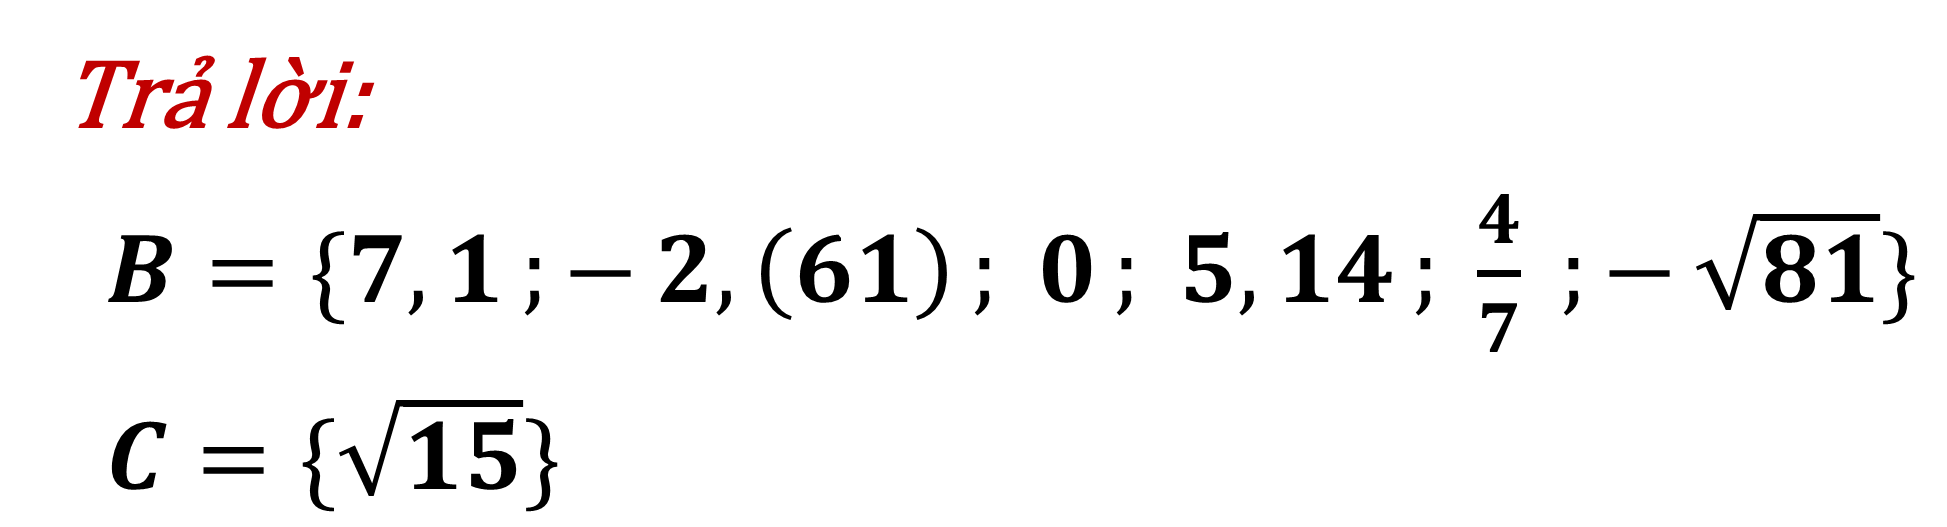 Trả lời:
B = {7,1 ; −2,(61) ; 0 ; 5,14 ; 4/7 ; −√81}
C = {√15}